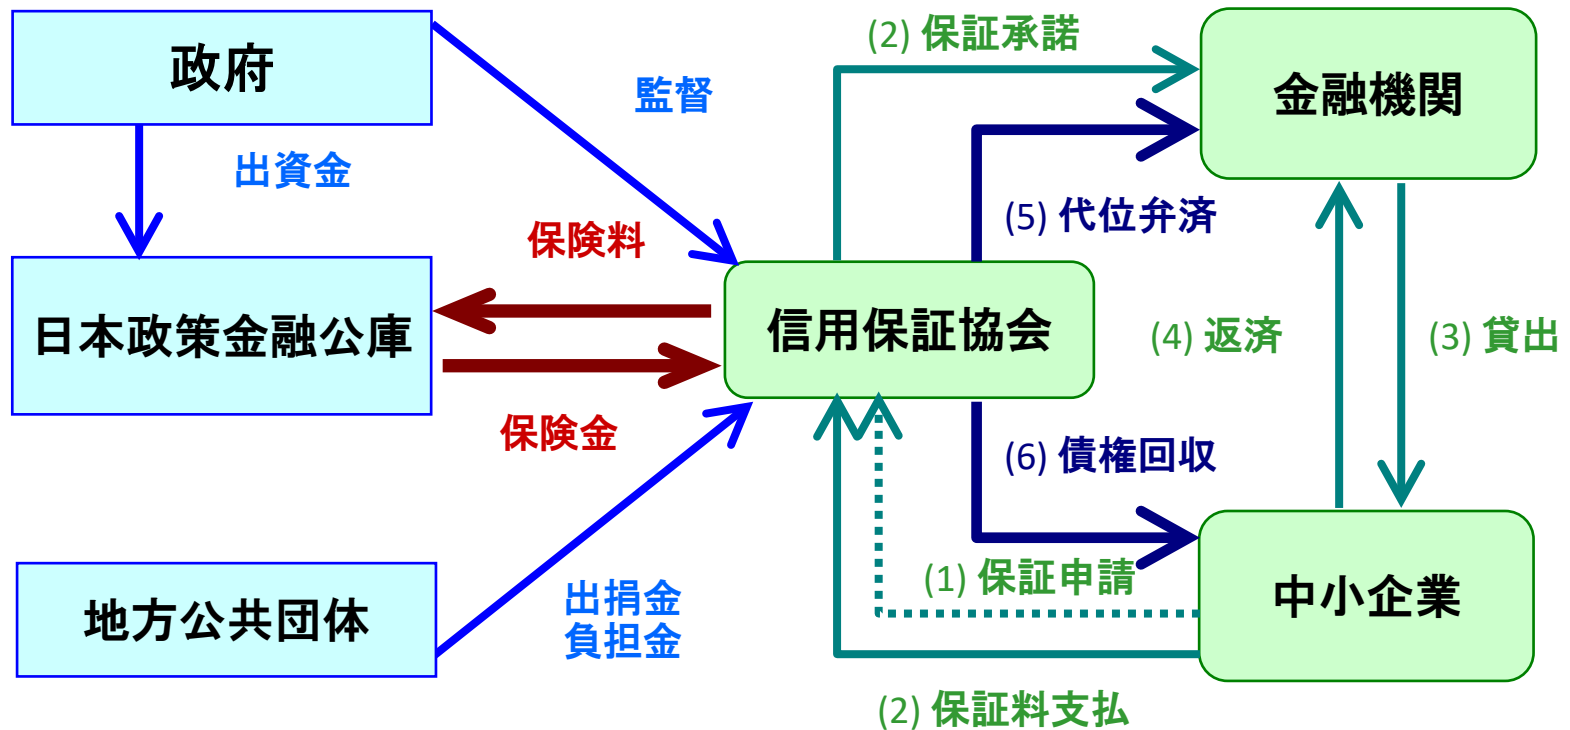 (2) 保証承諾
政府
金融機関
監督
出資金
(5) 代位弁済
保険料
日本政策金融公庫
信用保証協会
(4) 返済
(3) 貸出
保険金
(6) 債権回収
(1) 保証申請
中小企業
地方公共団体
出捐金
負担金
(2) 保証料支払